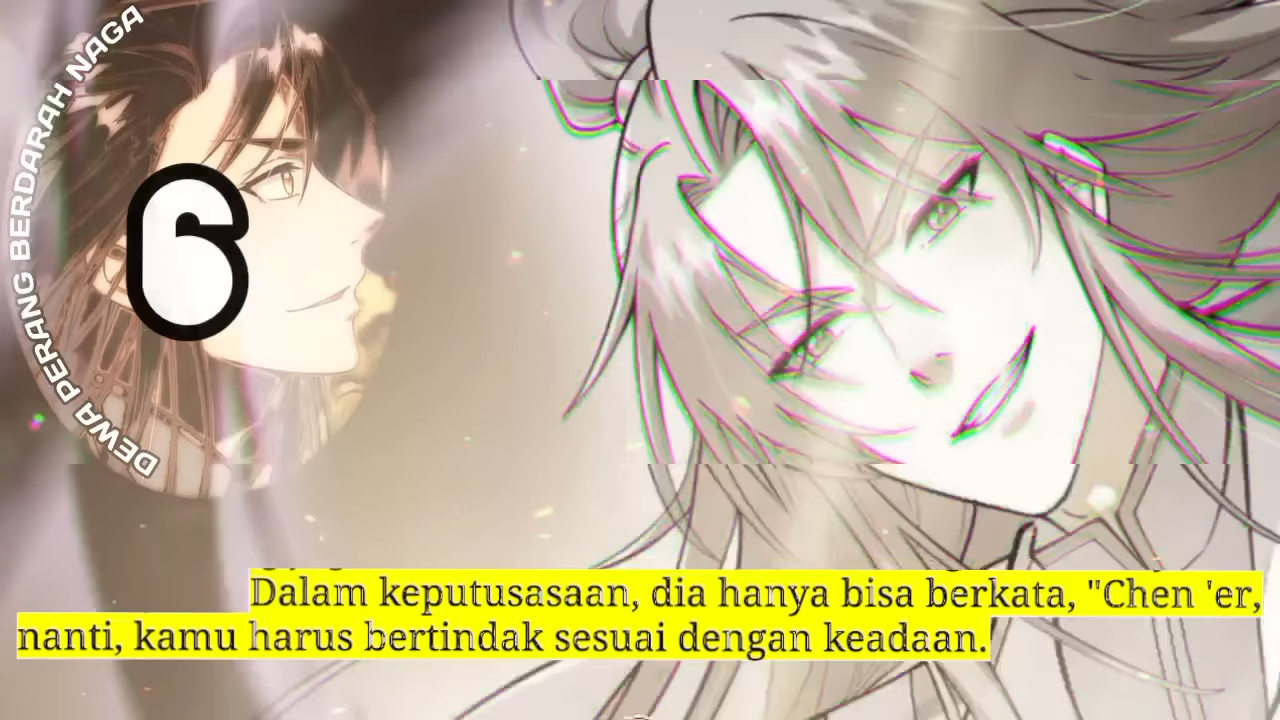 DEWA PERANG BERDARAH NAGA
6
Dalam keputusasaan, dia hanya bisa berkata, "Chen 'er,
nanti, kamu harus bertindak sesuai dengan keadaan.